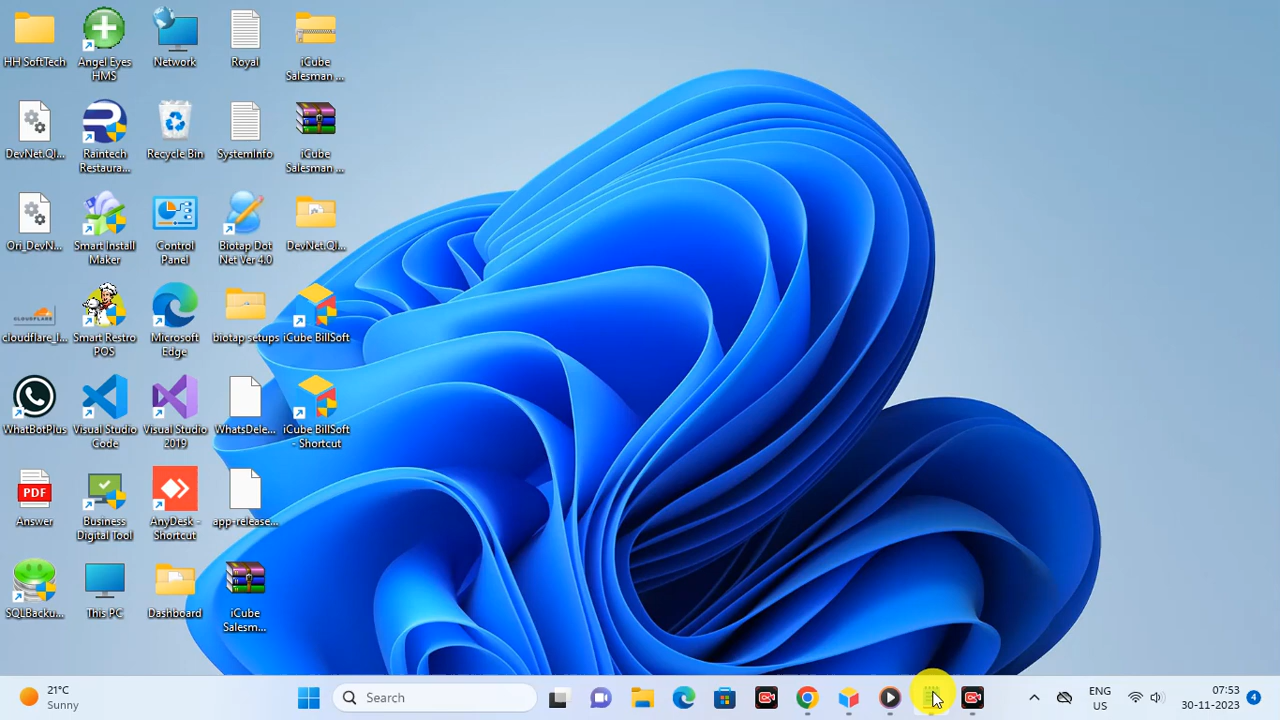 HH SoftTech
Angel Eyes
HMS
Network
Royal
iCube
Salesman ...
DevNet.Ql...
Raintech
Restaura...
Recycle Bin
SystemInfo
iCube
Salesman ...
Ori_DevN...
Smart Install
Maker
Control
Panel
Biotap Dot
Net Ver 4.0
DevNet.Ql...
cloudflare_l...
Smart Restro
POS
Microsoft
Edge
biotap setups
iCube BillSoft
WhatBotPlus
Visual Studio
Code
Visual Studio
2019
WhatsDele...
iCube BillSoft
- Shortcut
PDF
Answer
Business
Digital Tool
AnyDesk -
Shortcut
app-release...
SQLBacku...
This PC
Dashboard
iCube
Salesm...
21°C
Sunny
Search
ENG
US
07:53
30-11-2023
4